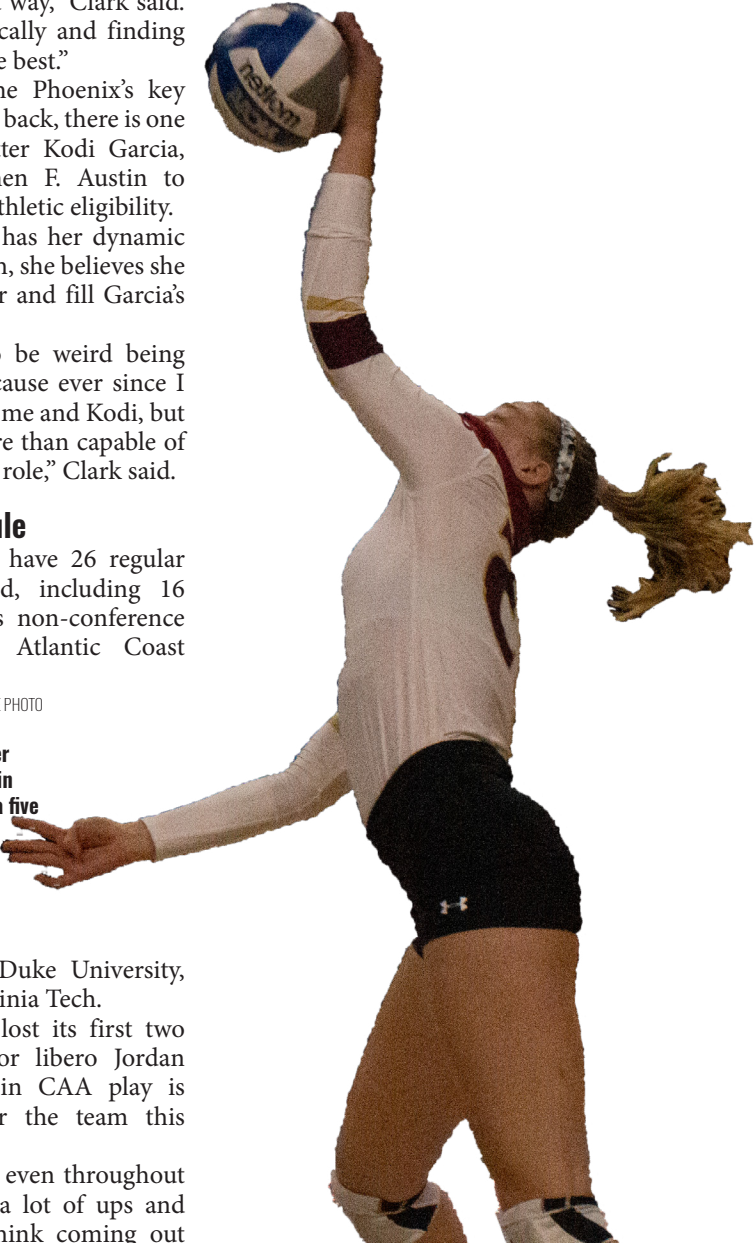 way,” Clark said.
cally and finding
e best.”
Phoenix’s key
back, there is one
Kodi Garcia,
F. Austin to
thletic eligibility.
has her dynamic
she believes she
and fill Garcia’s
be weird being
cause ever since I
me and Kodi, but
re than capable of
role,” Clark said.
have 26 regular
including 16
non-conference
Atlantic Coast
PHOTO
er
in
five
Duke University,
inia Tech.
lost its first two
or libero Jordan
in CAA play is
the team this
even throughout
a lot of ups and
hink coming out
molten